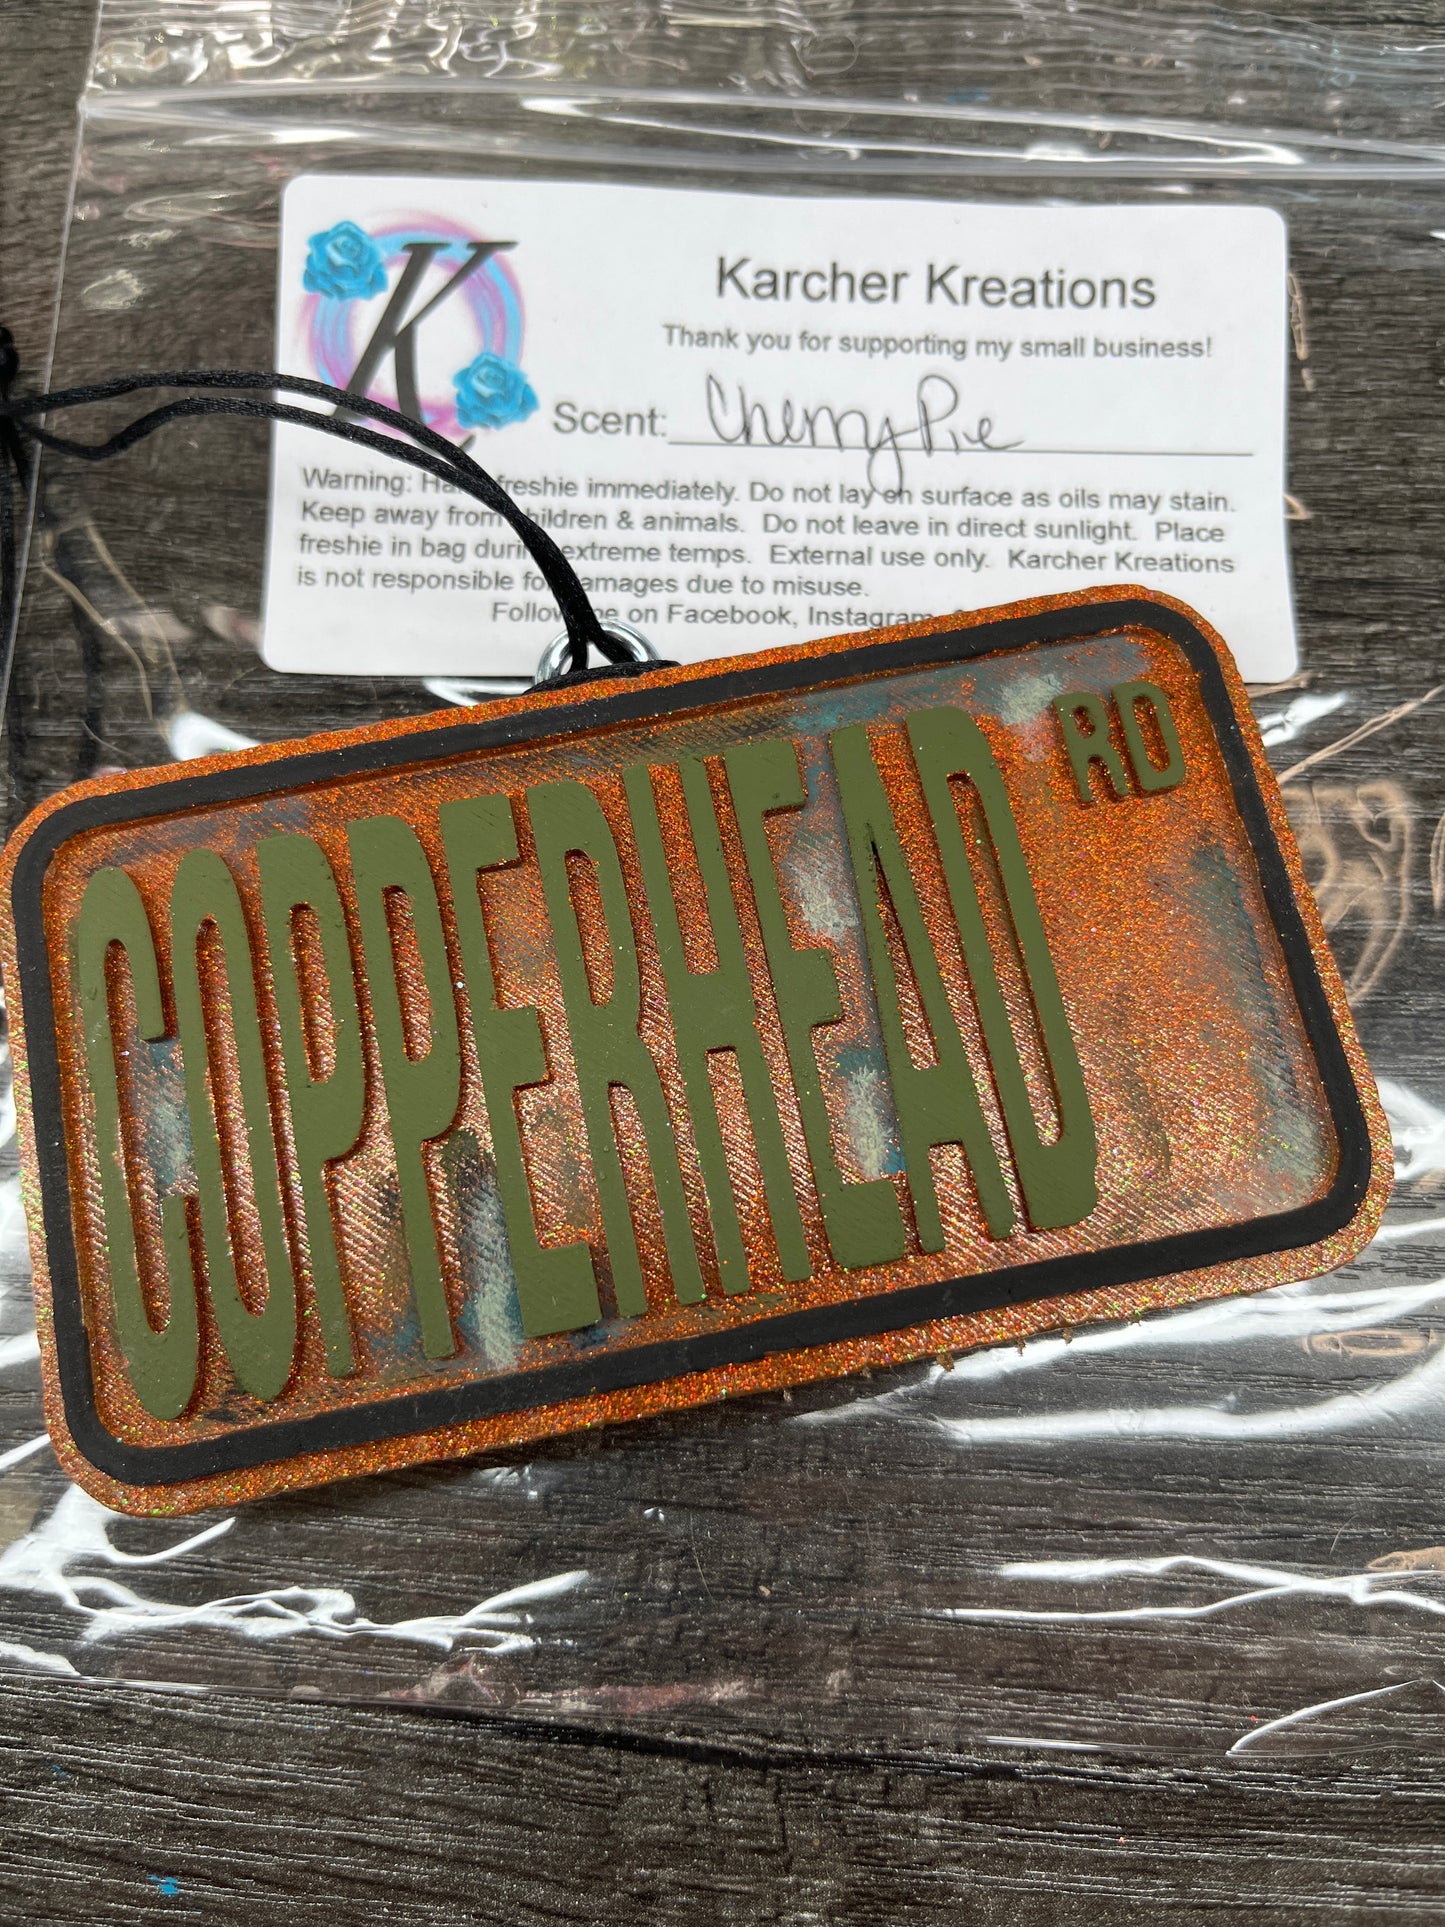 K
Karcher Kreations
Thank you for supporting my small business!
Scent: Cherry Pie
Warning: freshie immediately. Do not lay on surface as oils may stain.
Keep away from children & animals. Do not leave in direct sunlight. Place
freshie in bag during extreme temps. External use only. Karcher Kreations
is not responsible for damages due to misuse.
Follow me on Facebook, Instagram
COPPERHEAD RD